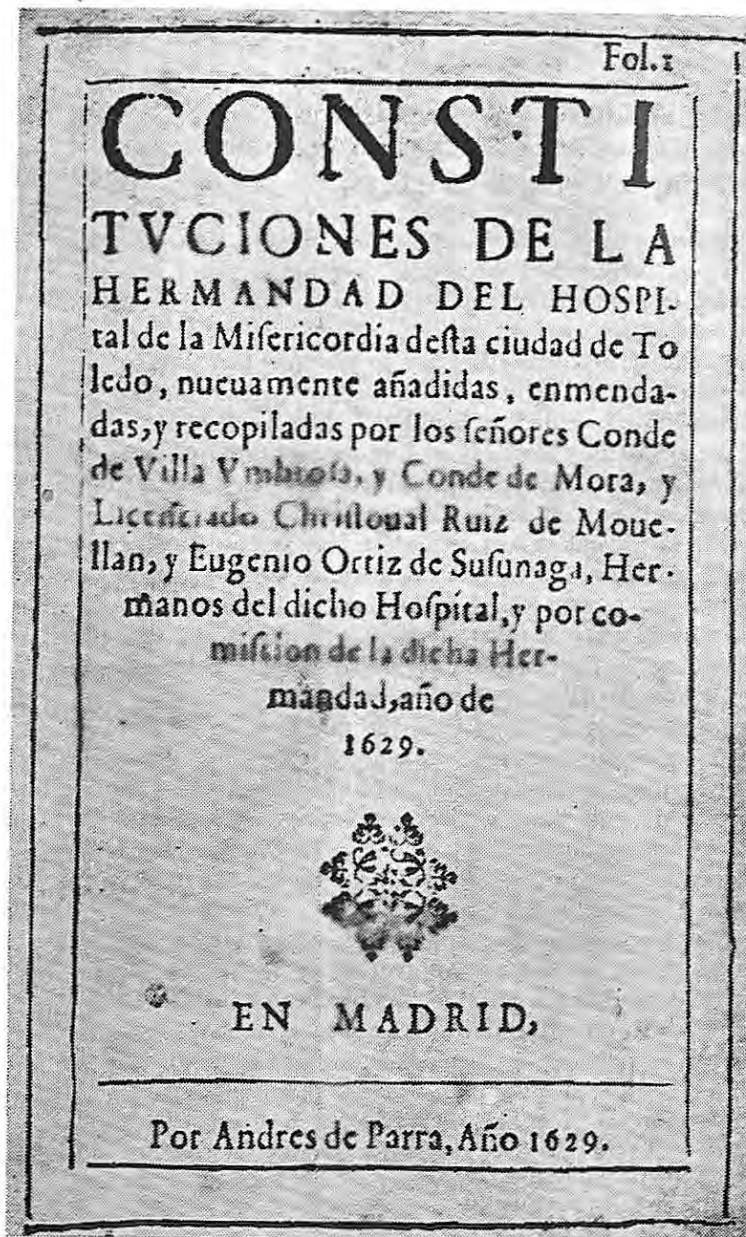 Fol.1
CONSTI
TVCIONES DE LA
HERMANDAD DEL HOSPI-
tal de la Miſericordia deſta ciudad de To
ledo, nueuamente añadidas, enmenda-
das,y recopiladas por los ſeñores Conde
de Villa Vmbroſa, y Conde de Mora, y
Licenciado Chriſtoual Ruiz de Moue-
llan, y Eugenio Ortiz de Suſunaga, Her-
manos del dicho Hoſpital,y por co-
miſsion de la dicha Her-
mandad,año de
1629.
EN MADRID,
Por Andres de Parra, Año 1629.